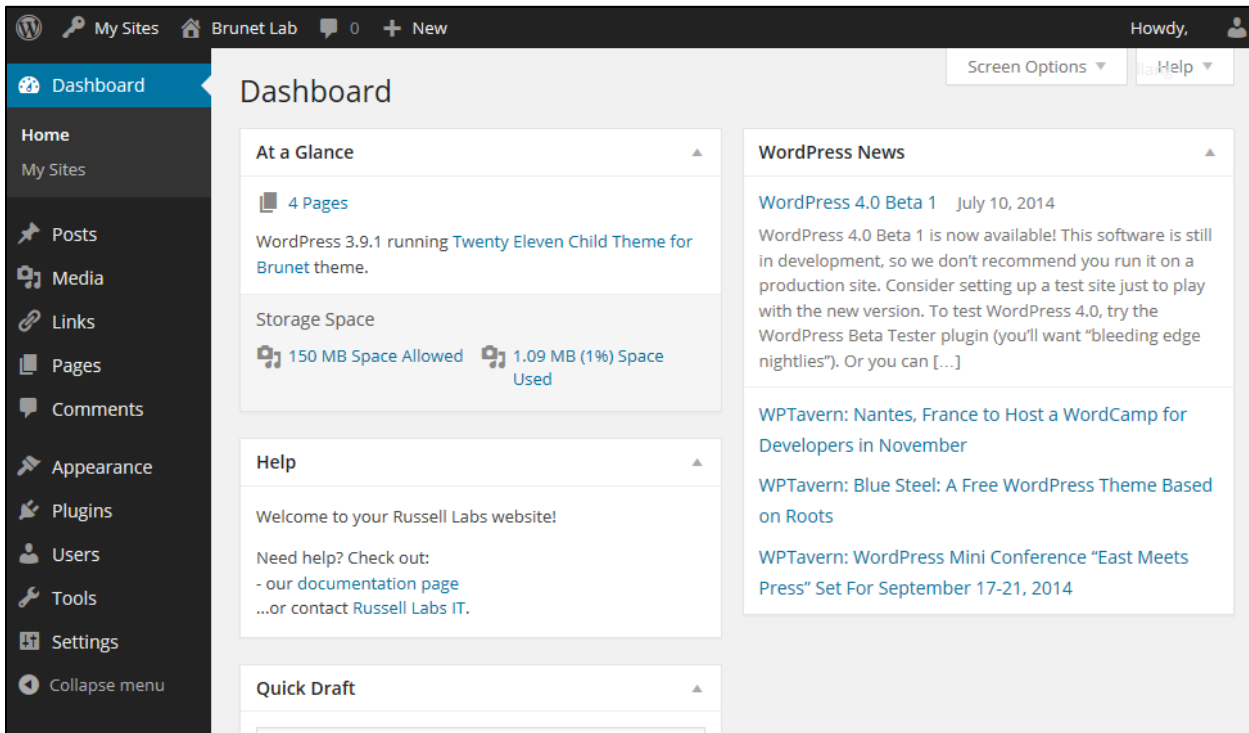 My Sites Brunet Lab 0 New Howdy,
Screen Options Help
Dashboard
Home
My Sites
Posts
Media
Links
Pages
Comments
Appearance
Plugins
Users
Tools
Settings
Collapse menu
Dashboard
At a Glance
4 Pages
WordPress 3.9.1 running Twenty Eleven Child Theme for
Brunet theme.
Storage Space
150 MB Space Allowed 1.09 MB (1%) Space
Used
Help
Welcome to your Russell Labs website!
Need help? Check out:
- our documentation page
...or contact Russell Labs IT.
Quick Draft
WordPress News
WordPress 4.0 Beta 1 July 10, 2014
WordPress 4.0 Beta 1 is now available! This software is still
in development, so we don’t recommend you run it on a
production site. Consider setting up a test site just to play
with the new version. To test WordPress 4.0, try the
WordPress Beta Tester plugin (you’ll want “bleeding edge
nightlies”). Or you can […]
WPTavern: Nantes, France to Host a WordCamp for
Developers in November
WPTavern: Blue Steel: A Free WordPress Theme Based
on Roots
WPTavern: WordPress Mini Conference “East Meets
Press” Set For September 17-21, 2014